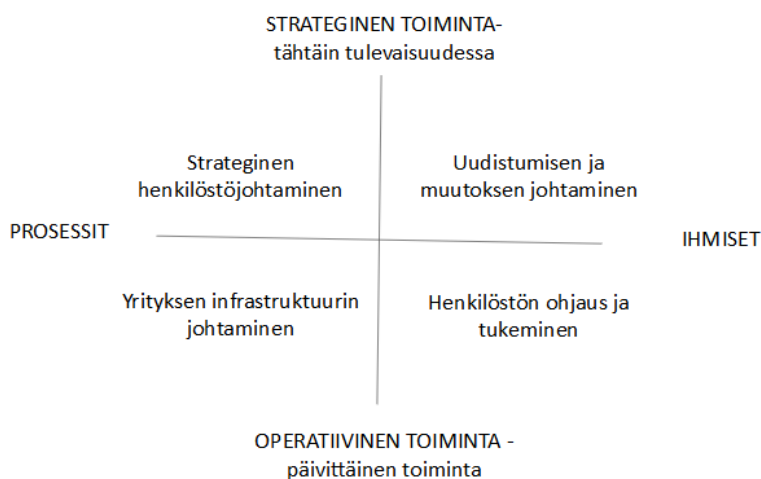 STRATEGINEN TOIMINTA-
tähtäin tulevaisuudessa
Strateginen
henkilöstöjohtaminen
Uudistumisen ja
muutoksen johtaminen
PROSESSIT
IHMISET
Yrityksen infrastruktuurin
johtaminen
Henkilöstön ohjaus ja
tukeminen
OPERATIIVINEN TOIMINTA -
päivittäinen toiminta